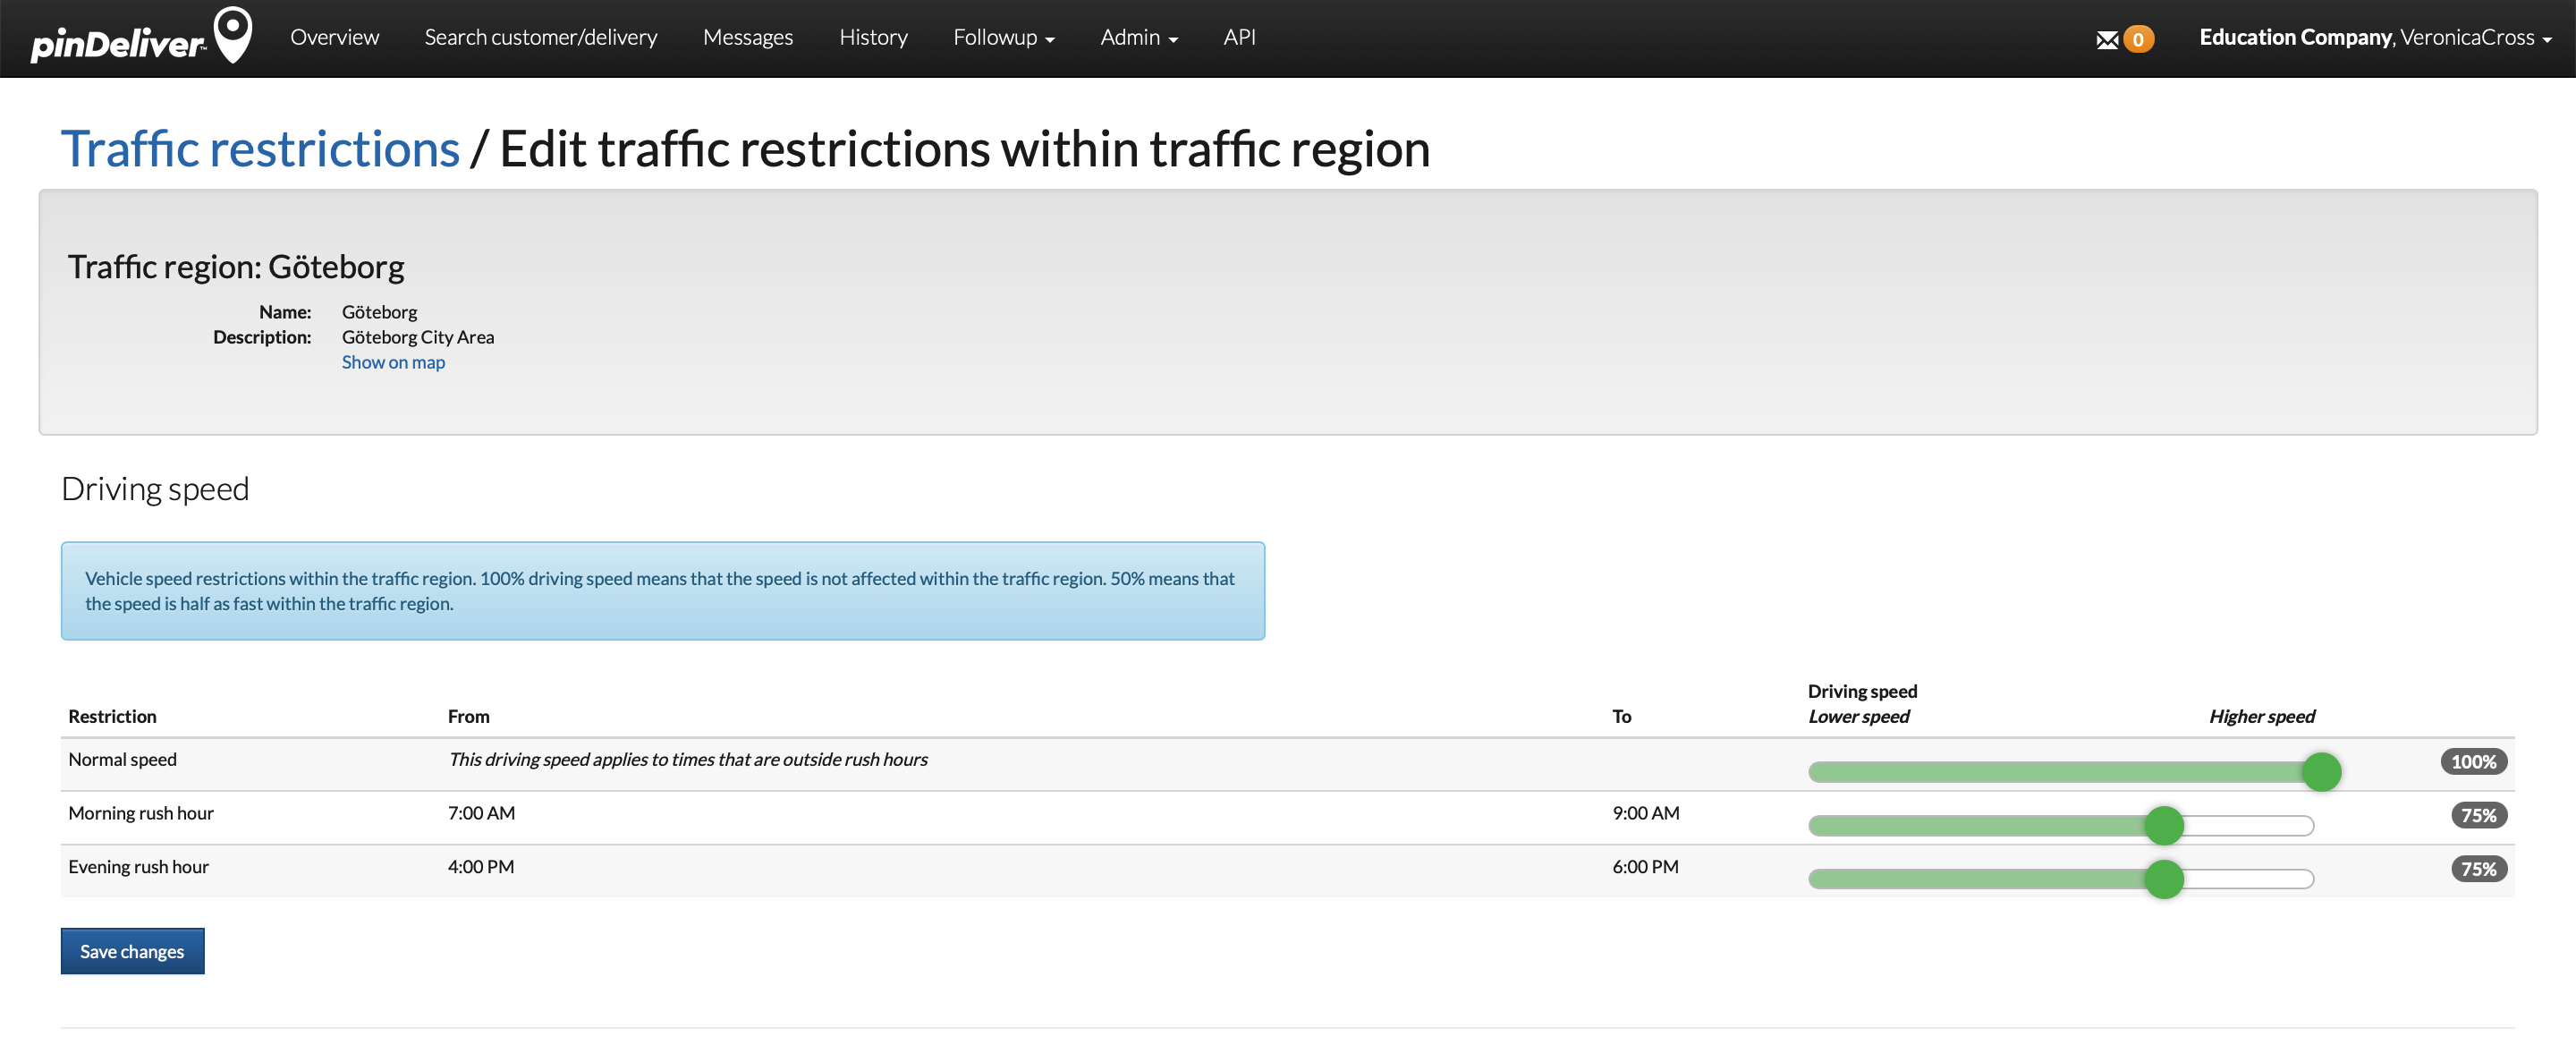 pinDeliver™ Overview Search customer/delivery Messages History Followup Admin API 0 Education Company, VeronicaCross
Traffic restrictions / Edit traffic restrictions within traffic region
Traffic region: Göteborg
Name: Göteborg
Description: Göteborg City Area
Show on map
Driving speed
Vehicle speed restrictions within the traffic region. 100% driving speed means that the speed is not affected within the traffic region. 50% means that
the speed is half as fast within the traffic region.
Driving speed
Restriction From To Lower speed Higher speed
Normal speed This driving speed applies to times that are outside rush hours 100%
Morning rush hour 7:00 AM 9:00 AM 75%
Evening rush hour 4:00 PM 6:00 PM 75%
Save changes